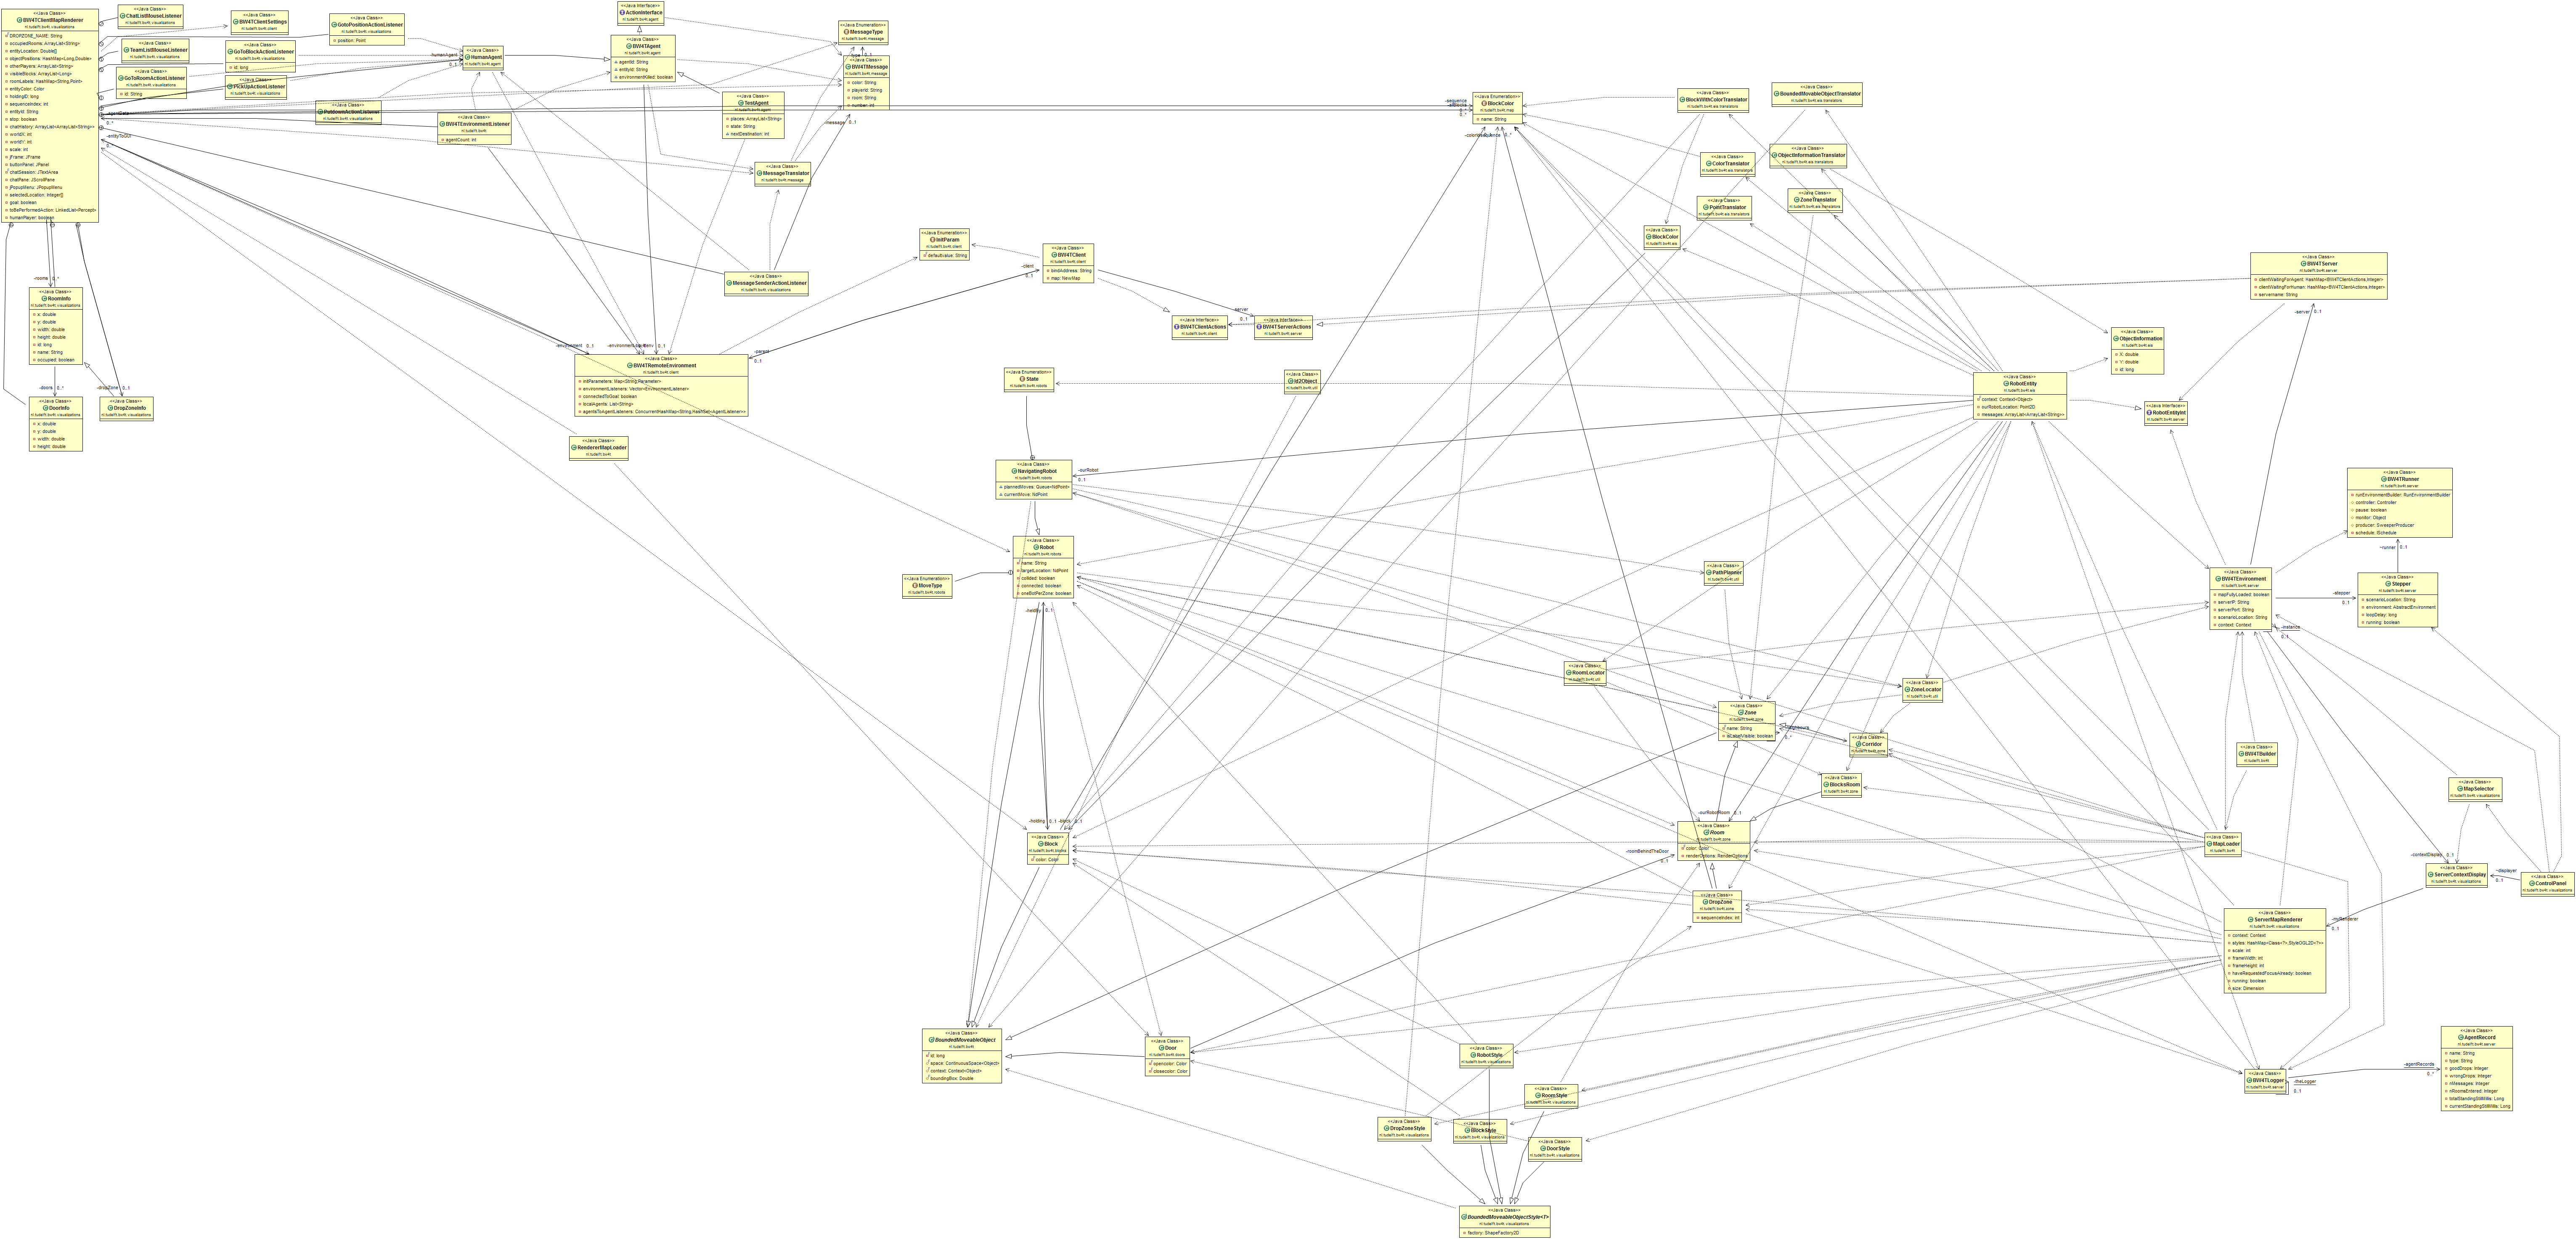 <<Java Class>>
BW4TClientMapRenderer
nl.tudelft.bw4t.visualizations
DROPZONE_NAME: String
occupiedRooms: ArrayList<String>
entityLocation: Double[]
objectPositions: HashMap<Long,Double>
otherPlayers: ArrayList<String>
visibleBlocks: ArrayList<Long>
roomLabels: HashMap<String,Point>
entityColor: Color
holdingID: long
sequenceIndex: int
entityId: String
stop: boolean
chatHistory: ArrayList<ArrayList<String>>
worldX: int
worldY: int
scale: int
jFrame: JFrame
buttonPanel: JPanel
chatSession: JTextArea
chatPane: JScrollPane
jPopupMenu: JPopupMenu
selectedLocation: Integer[]
goal: boolean
toBePerformedAction: LinkedList<Percept>
humanPlayer: boolean
<<Java Class>>
ChatListMouseListener
nl.tudelft.bw4t.visualizations
<<Java Class>>
TeamListMouseListener
nl.tudelft.bw4t.visualizations
<<Java Class>>
GoToRoomActionListener
nl.tudelft.bw4t.visualizations
id: String
<<Java Class>>
BW4TClientSettings
nl.tudelft.bw4t.client
<<Java Class>>
GoToBlockActionListener
nl.tudelft.bw4t.visualizations
id: long
<<Java Class>>
PickUpActionListener
nl.tudelft.bw4t.visualizations
<<Java Class>>
GotoPositionActionListener
nl.tudelft.bw4t.visualizations
position: Point
<<Java Class>>
PutdownActionListener
nl.tudelft.bw4t.visualizations
-humanAgent
0..1
<<Java Class>>
HumanAgent
nl.tudelft.bw4t.agent
<<Java Class>>
BW4TEnvironmentListener
nl.tudelft.bw4t
agentCount: int
<<Java Interface>>
ActionInterface
nl.tudelft.bw4t.agent
<<Java Class>>
BW4TAgent
nl.tudelft.bw4t.agent
agentId: String
entityId: String
environmentKilled: boolean
<<Java Class>>
TestAgent
nl.tudelft.bw4t.agent
places: ArrayList<String>
state: String
nextDestination: int
<<Java Enumeration>>
MessageType
nl.tudelft.bw4t.message
-type 0..1
<<Java Class>>
BW4TMessage
nl.tudelft.bw4t.message
color: String
playerId: String
room: String
number: int
-message
0..1
<<Java Class>>
MessageTranslator
nl.tudelft.bw4t.message
<<Java Class>>
MessageSenderActionListener
nl.tudelft.bw4t.visualizations
-entityToGUI
-rooms 0..*
<<Java Class>>
RoomInfo
nl.tudelft.bw4t.visualizations
x: double
y: double
width: double
height: double
id: long
name: String
occupied: boolean
-doors 0..*
-dropZone 0..1
<<Java Class>>
DoorInfo
nl.tudelft.bw4t.visualizations
x: double
y: double
width: double
height: double
<<Java Class>>
DropZoneInfo
nl.tudelft.bw4t.visualizations
<<Java Enumeration>>
InitParam
nl.tudelft.bw4t.client
defaultvalue: String
<<Java Class>>
BW4TClient
nl.tudelft.bw4t.client
bindAddress: String
map: NewMap
-client
0..1
-server
0..1
<<Java Interface>>
BW4TClientActions
nl.tudelft.bw4t.client
<<Java Interface>>
BW4TServerActions
nl.tudelft.bw4t.server
-environment 0..1
-parent
0..1
<<Java Class>>
BW4TRemoteEnvironment
nl.tudelft.bw4t.client
initParameters: Map<String,Parameter>
environmentListeners: Vector<EnvironmentListener>
connectedToGoal: boolean
localAgents: List<String>
agentsToAgentListeners: ConcurrentHashMap<String,HashSet<AgentListener>>
<<Java Class>>
RendererMapLoader
nl.tudelft.bw4t
<<Java Enumeration>>
State
nl.tudelft.bw4t.robots
<<Java Class>>
Id2Object
nl.tudelft.bw4t.util
<<Java Class>>
NavigatingRobot
nl.tudelft.bw4t.robots
plannedMoves: Queue<NdPoint>
currentMove: NdPoint
-ourRobot
0..1
<<Java Class>>
Robot
nl.tudelft.bw4t.robots
name: String
targetLocation: NdPoint
collided: boolean
connected: boolean
oneBotPerZone: boolean
<<Java Enumeration>>
MoveType
nl.tudelft.bw4t.robots
-heldBy 0..1
-holding 0..1
-block 0..1
<<Java Class>>
Block
nl.tudelft.bw4t.blocks
color: Color
<<Java Class>>
BoundedMoveableObject
nl.tudelft.bw4t
id: long
space: ContinuousSpace<Object>
context: Context<Object>
boundingBox: Double
<<Java Class>>
Door
nl.tudelft.bw4t.doors
opencolor: Color
closecolor: Color
-sequence
0..*
<<Java Enumeration>>
BlockColor
nl.tudelft.bw4t.map
name: String
<<Java Class>>
BlockWithColorTranslator
nl.tudelft.bw4t.eis.translators
<<Java Class>>
BoundedMovableObjectTranslator
nl.tudelft.bw4t.eis.translators
<<Java Class>>
ColorTranslator
nl.tudelft.bw4t.eis.translators
<<Java Class>>
ObjectInformationTranslator
nl.tudelft.bw4t.eis.translators
<<Java Class>>
PointTranslator
nl.tudelft.bw4t.eis.translators
<<Java Class>>
ZoneTranslator
nl.tudelft.bw4t.eis.translators
<<Java Class>>
BlockColor
nl.tudelft.bw4t.eis
<<Java Class>>
BW4TServer
nl.tudelft.bw4t.server
clientWaitingForAgent: HashMap<BW4TClientActions,Integer>
clientWaitingForHuman: HashMap<BW4TClientActions,Integer>
servername: String
-server 0..1
<<Java Class>>
ObjectInformation
nl.tudelft.bw4t.eis
X: double
Y: double
id: long
<<Java Class>>
RobotEntity
nl.tudelft.bw4t.eis
context: Context<Object>
ourRobotLocation: Point2D
messages: ArrayList<ArrayList<String>>
<<Java Interface>>
RobotEntityInt
nl.tudelft.bw4t.server
<<Java Class>>
BW4TRunner
nl.tudelft.bw4t.server
runEnvironmentBuilder: RunEnvironmentBuilder
controller: Controller
pause: boolean
monitor: Object
producer: SweeperProducer
schedule: ISchedule
-runner 0..1
<<Java Class>>
BW4TEnvironment
nl.tudelft.bw4t.server
mapFullyLoaded: boolean
serverIP: String
serverPort: String
scenarioLocation: String
context: Context
-stepper
0..1
-instance
0..1
<<Java Class>>
Stepper
nl.tudelft.bw4t.server
scenarioLocation: String
environment: AbstractEnvironment
loopDelay: long
running: boolean
<<Java Class>>
PathPlanner
nl.tudelft.bw4t.util
<<Java Class>>
RoomLocator
nl.tudelft.bw4t.util
<<Java Class>>
ZoneLocator
nl.tudelft.bw4t.util
<<Java Class>>
Zone
nl.tudelft.bw4t.zone
name: String
isLabelVisible: boolean
-neighbours
0..*
<<Java Class>>
Corridor
nl.tudelft.bw4t.zone
<<Java Class>>
BlocksRoom
nl.tudelft.bw4t.zone
-ourRobotRoom 0..1
<<Java Class>>
Room
nl.tudelft.bw4t.zone
color: Color
renderOptions: RenderOptions
-roomBehindTheDoor
0..1
<<Java Class>>
DropZone
nl.tudelft.bw4t.zone
sequenceIndex: int
<<Java Class>>
BW4TBuilder
nl.tudelft.bw4t
<<Java Class>>
MapSelector
nl.tudelft.bw4t.visualizations
<<Java Class>>
MapLoader
nl.tudelft.bw4t
-contextDisplay 0..1
<<Java Class>>
ServerContextDisplay
nl.tudelft.bw4t.visualizations
-displayer
0..1
<<Java Class>>
ControlPanel
nl.tudelft.bw4t.visualizations
<<Java Class>>
ServerMapRenderer
nl.tudelft.bw4t.visualizations
context: Context
styles: HashMap<Class<?>,StyleOGL2D<?>>
scale: int
frameWidth: int
frameHeight: int
haveRequestedFocusAlready: boolean
running: boolean
size: Dimension
-myRenderer
0..1
<<Java Class>>
RobotStyle
nl.tudelft.bw4t.visualizations
<<Java Class>>
RoomStyle
nl.tudelft.bw4t.visualizations
<<Java Class>>
DropZoneStyle
nl.tudelft.bw4t.visualizations
<<Java Class>>
BlockStyle
nl.tudelft.bw4t.visualizations
<<Java Class>>
DoorStyle
nl.tudelft.bw4t.visualizations
<<Java Class>>
BoundedMoveableObjectStyle<T>
nl.tudelft.bw4t.visualizations
factory: ShapeFactory2D
<<Java Class>>
BW4TLogger
nl.tudelft.bw4t.server
-theLogger
0..1
-agentRecords
0..*
<<Java Class>>
AgentRecord
nl.tudelft.bw4t.server
name: String
type: String
goodDrops: Integer
wrongDrops: Integer
nMessages: Integer
nRoomsEntered: Integer
totalStandingStillMillis: Long
currentStandingStillMillis: Long